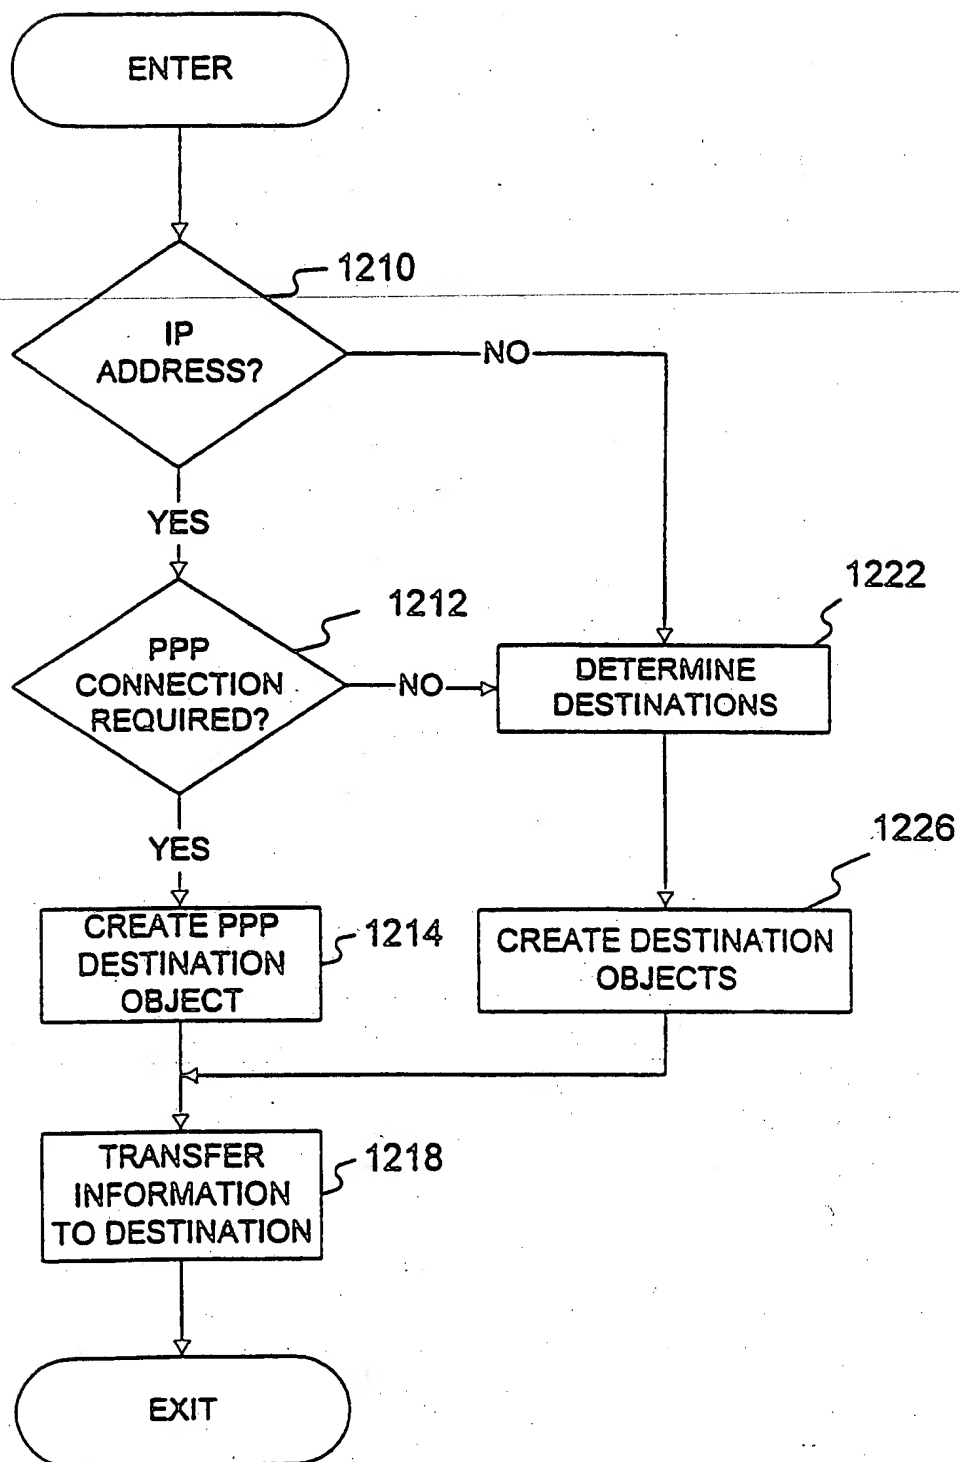 ENTER
1210
IP
ADDRESS?
NO
YES
1222
1212
PPP
CONNECTION
REQUIRED?
NO
DETERMINE
DESTINATIONS
YES
1226
CREATE PPP
DESTINATION
OBJECT
1214
CREATE DESTINATION
OBJECTS
TRANSFER
INFORMATION
TO DESTINATION
1218
EXIT